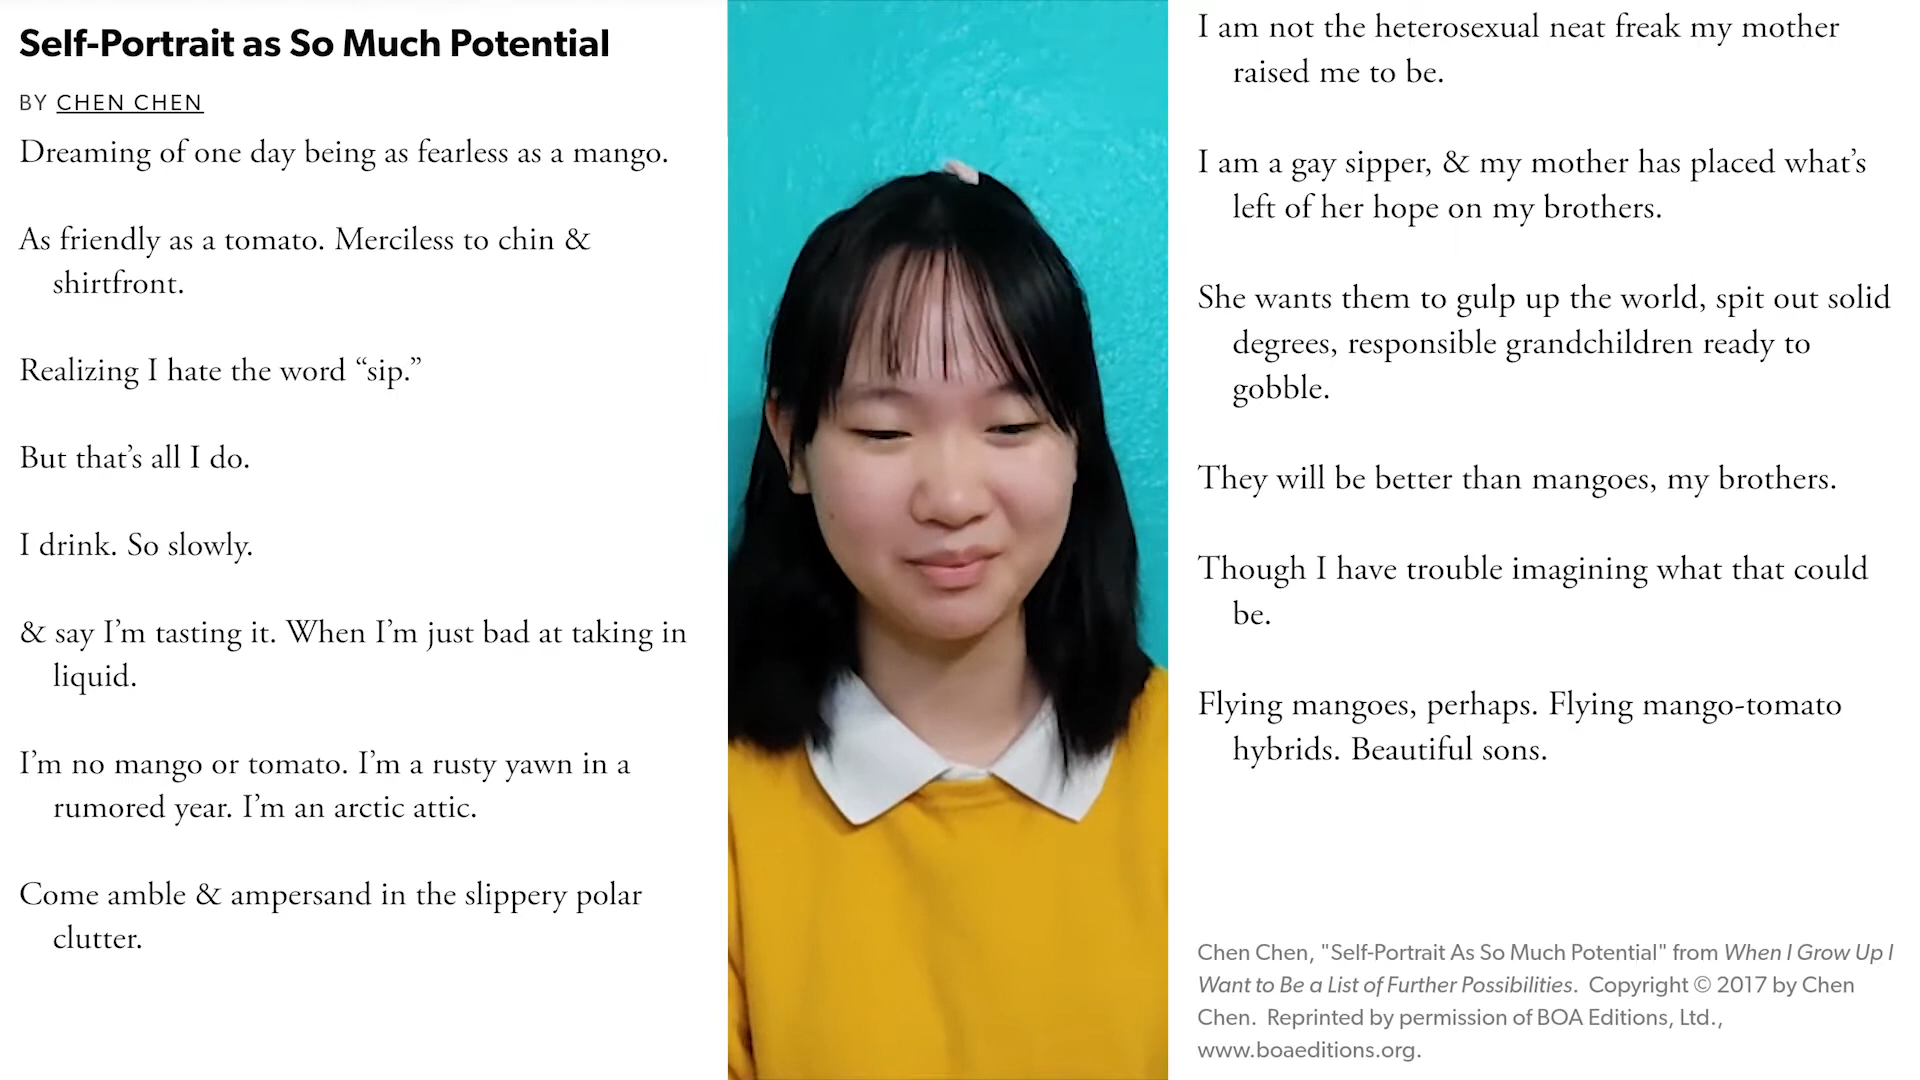 Self-Portrait as So Much Potential
BY CHEN CHEN
Dreaming of one day being as fearless as a mango.
As friendly as a tomato. Merciless to chin &
shirtfront.
Realizing I hate the word “sip.”
But that’s all I do.
I drink. So slowly.
& say I’m tasting it. When I’m just bad at taking in
liquid.
I’m no mango or tomato. I’m a rusty yawn in a
rumored year. I’m an arctic attic.
Come amble & ampersand in the slippery polar
clutter.
I am not the heterosexual neat freak my mother
raised me to be.
I am a gay sipper, & my mother has placed what’s
left of her hope on my brothers.
She wants them to gulp up the world, spit out solid
degrees, responsible grandchildren ready to
gobble.
They will be better than mangoes, my brothers.
Though I have trouble imagining what that could
be.
Flying mangoes, perhaps. Flying mango-tomato
hybrids. Beautiful sons.
Chen Chen, "Self-Portrait As So Much Potential" from When I Grow Up I
Want to Be a List of Further Possibilities. Copyright © 2017 by Chen
Chen. Reprinted by permission of BOA Editions, Ltd.,
www.boaeditions.org.